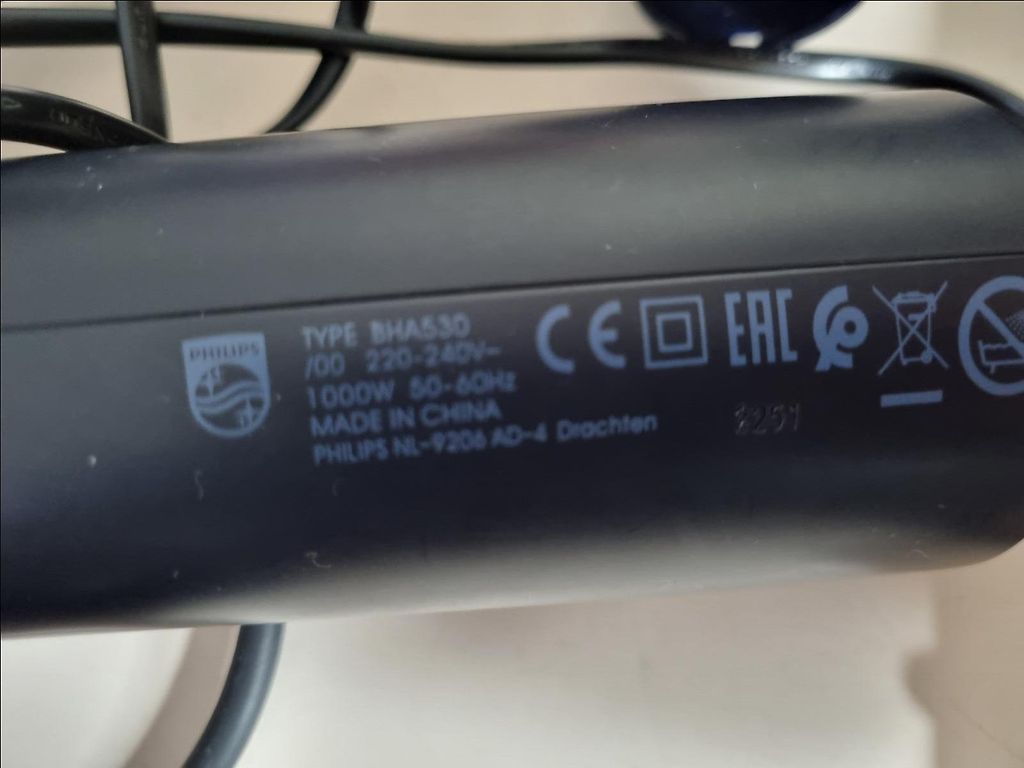 PHILIPS
TYPE BHA530
/00 220-240V~
1000W 50-60Hz
MADE IN CHINA
PHILIPS NL-9206 AD-4 Drachten
CE
EAC
2251